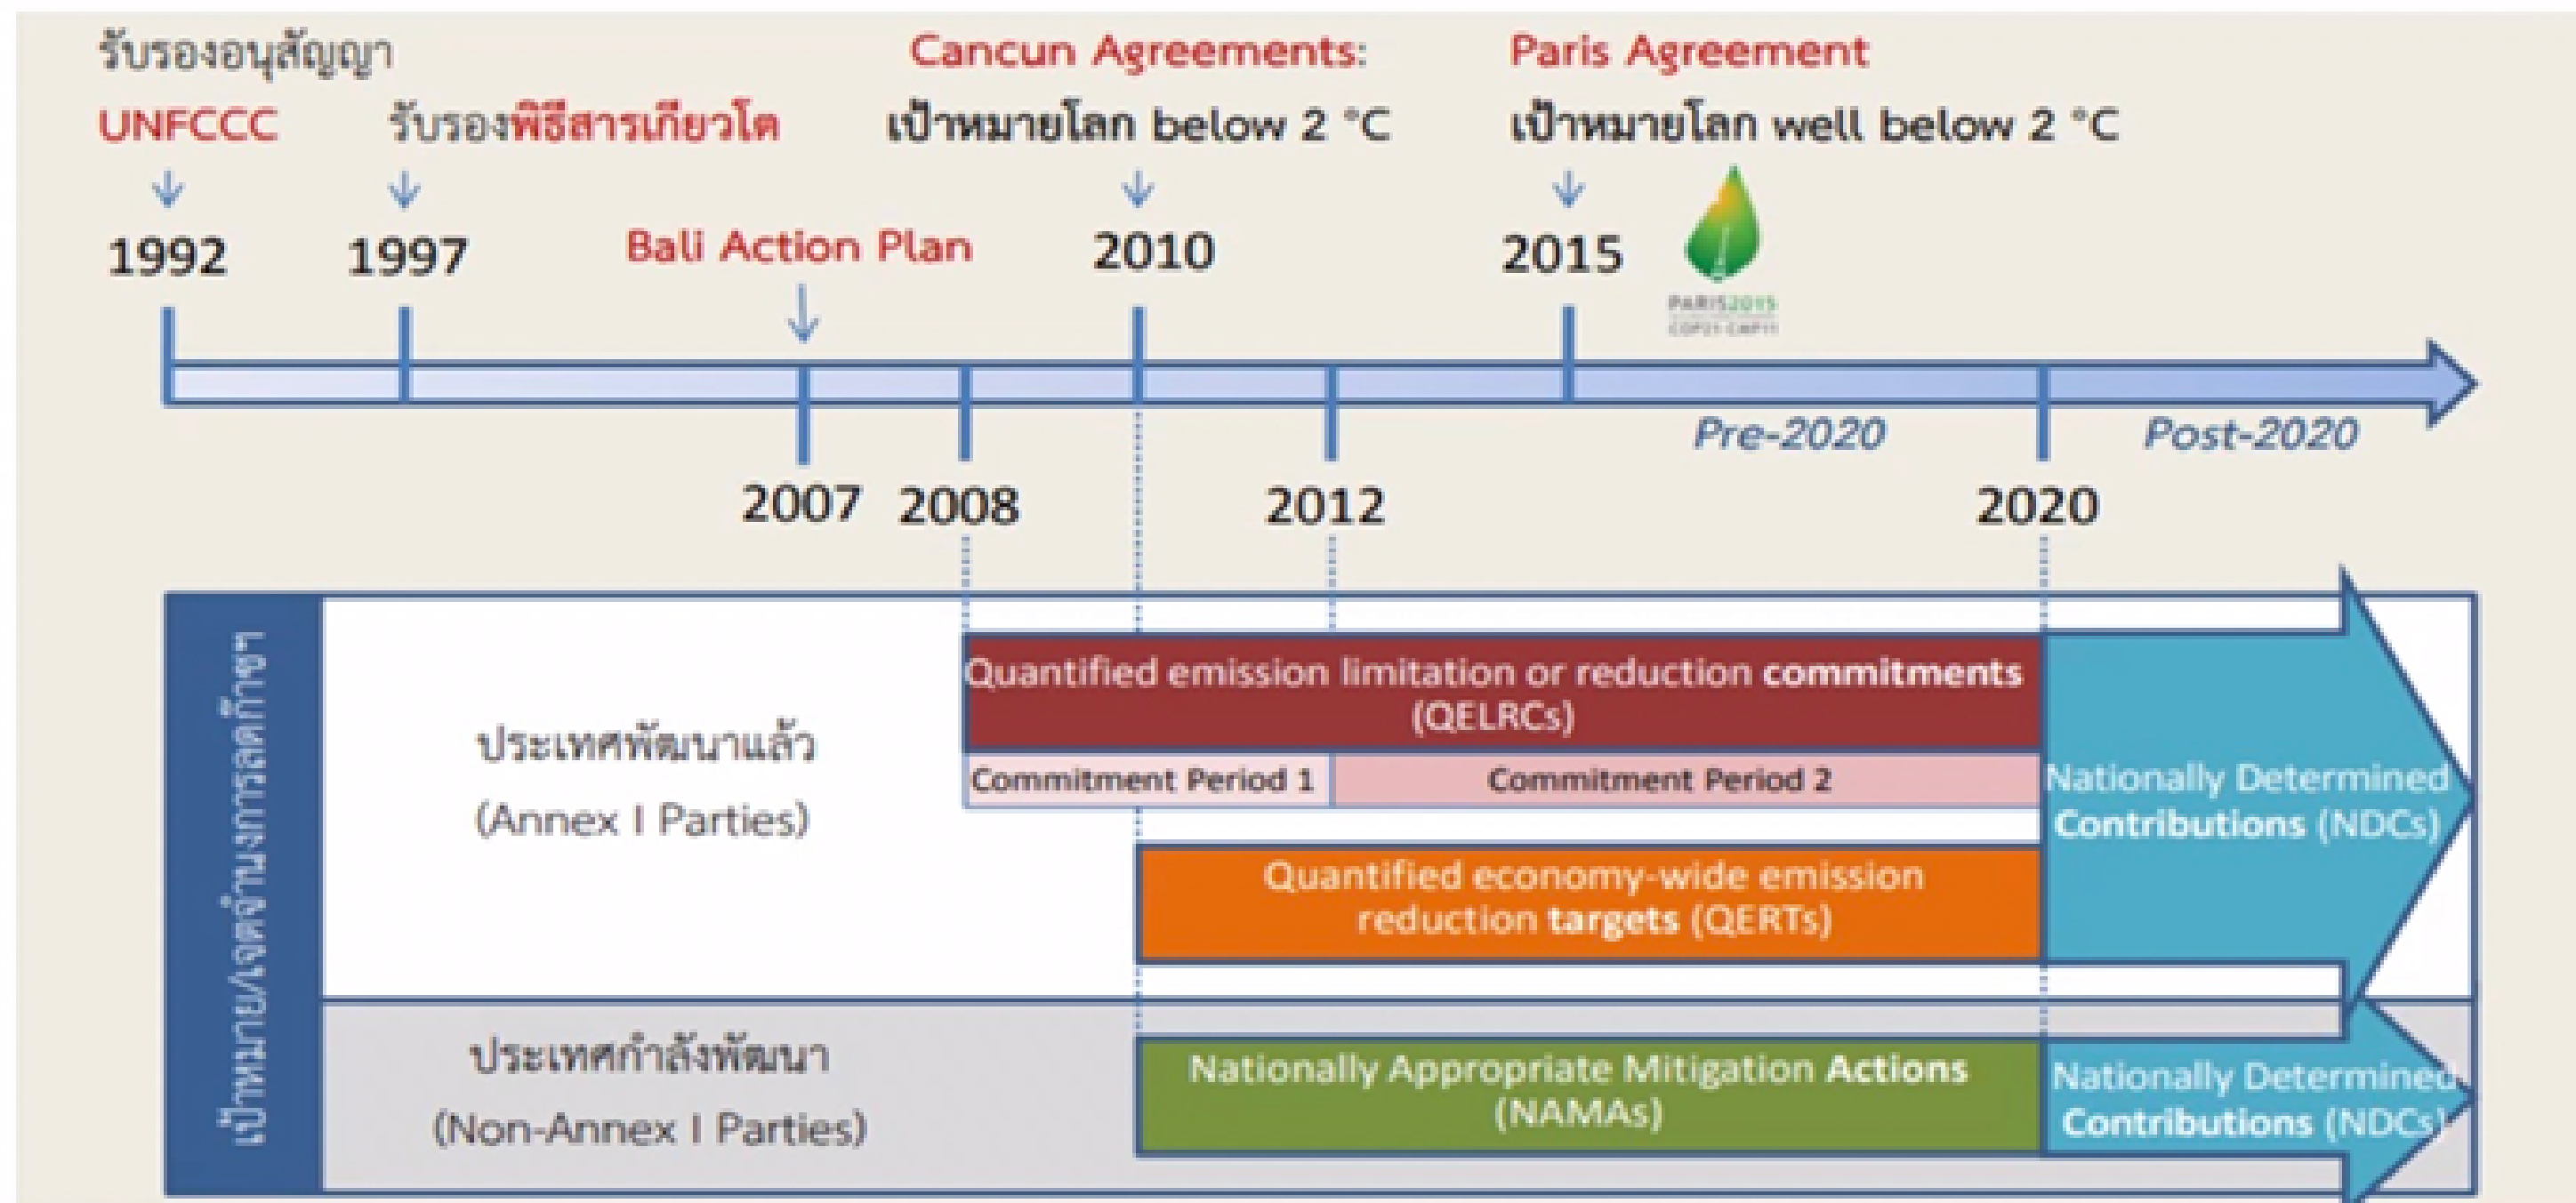 รับรองอนุสัญญา
UNFCCC
รับรองพิธีสารเกียวโต
Cancun Agreements:
เป้าหมายโลก below 2 °C
Paris Agreement
เป้าหมายโลก well below 2 °C
1992
1997
Bali Action Plan
2010
2015
PARIS2015
COP21·CMP11
Pre-2020
Post-2020
2007
2008
2012
2020
เป้าหมาย/เจตจำนงการลดก๊าซฯ
ประเทศพัฒนาแล้ว
(Annex I Parties)
Quantified emission limitation or reduction commitments
(QELRCs)
Commitment Period 1
Commitment Period 2
Quantified economy-wide emission
reduction targets (QERTs)
Nationally Determined
Contributions (NDCs)
ประเทศกำลังพัฒนา
(Non-Annex I Parties)
Nationally Appropriate Mitigation Actions
(NAMAs)
Nationally Determined
Contributions (NDCs)